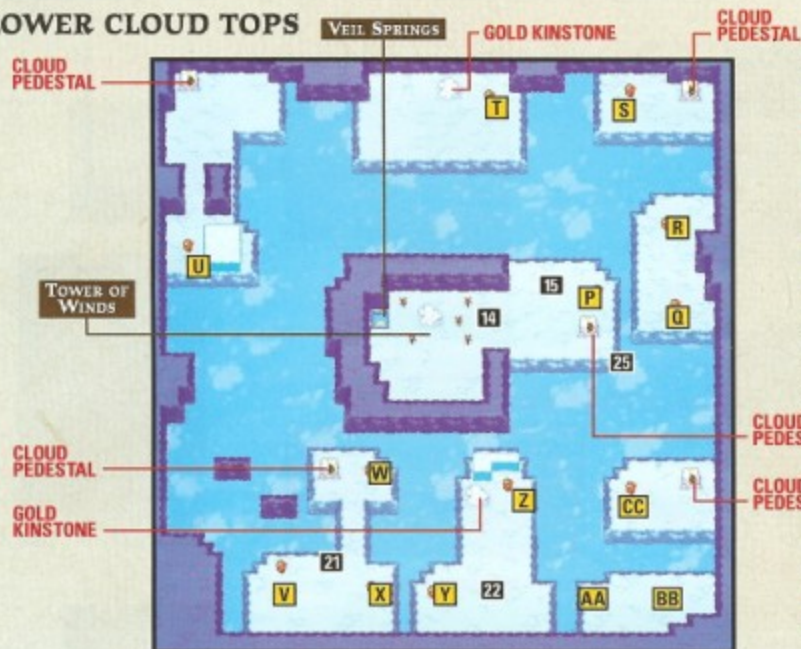 OWER CLOUD TOPS
VEIL SPRINGS
GOLD KINSTONE
CLOUD
PEDESTAL
CLOUD
PEDESTAL
T
S
R
U
TOWER OF
WINDS
15
P
14
Q
25
CLOUD
PEDES
CLOUD
PEDESTAL
W
CLOUD
PEDES
Z
CC
GOLD
KINSTONE
21
V
X
Y
22
AA
BB